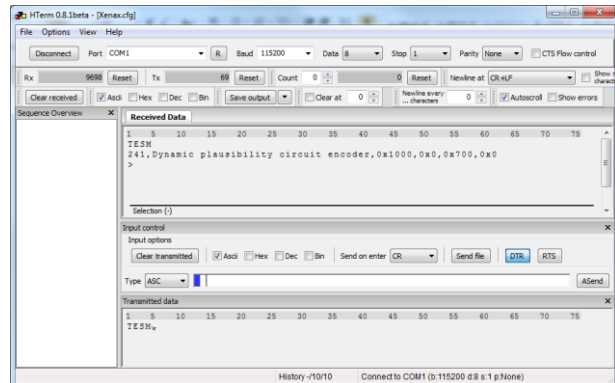 HTerm 0.8.1beta - [Xenax.cfg]
File Options View Help
Disconnect Port COM1 R Baud 115200 Data 8 Stop 1 Parity None CTS Flow control
Rx 9698 Reset Tx 69 Reset Count 0 0 Reset Newline at CR+LF Show
Clear received Ascii Hex Dec Bin Save output Clear at 0 Newline every ... characters 0 Autoscroll Show errors
Sequence Overview X Received Data
1 5 10 15 20 25 30 35 40 45 50 55 60 65 70 75
TESM
241,Dynamic plausibility circuit encoder,0x1000,0x0,0x700,0x0
>
Selection (-)
Input control
Input options
Clear transmitted Ascii Hex Dec Bin Send on enter CR Send file DTR RTS
Type ASC ASend
Transmitted data
1 5 10 15 20 25 30 35 40 45 50 55 60 65 70 75
TESM
History -/10/10 Connect to COM1 (b:115200 d:8 s:1 p:None)